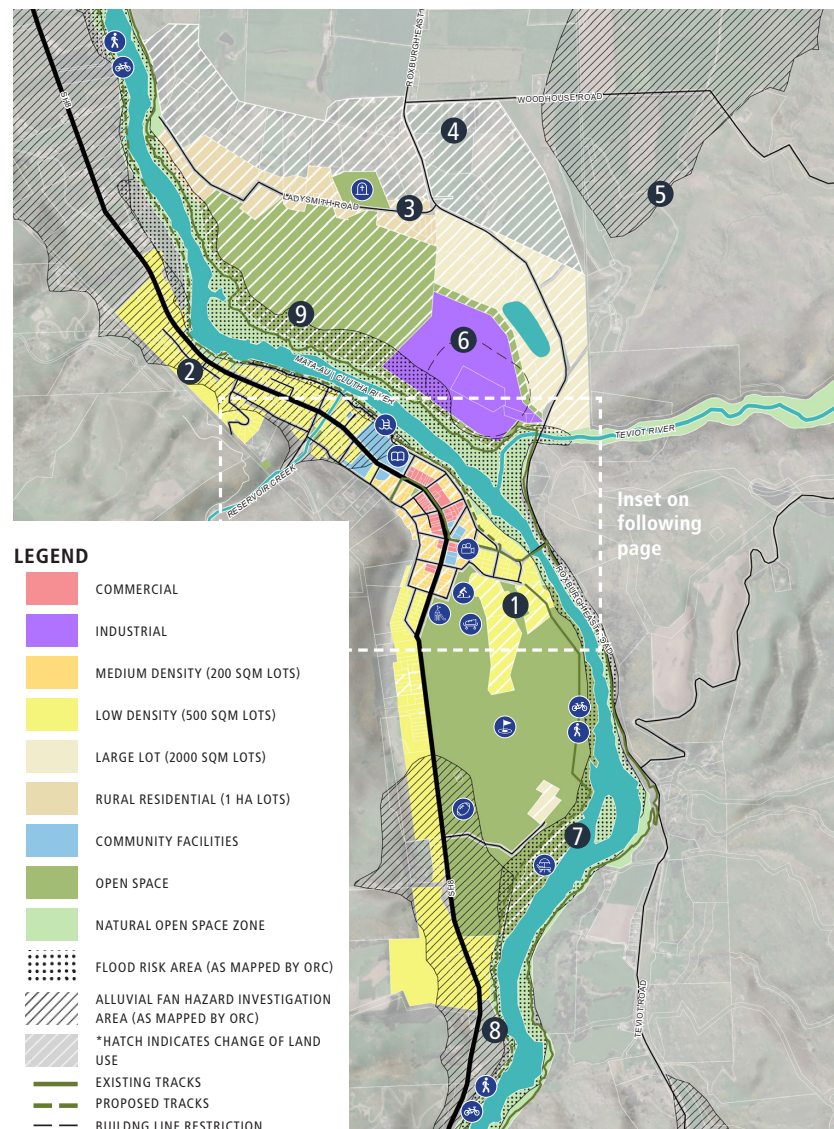 SH8
ROXBURGH EAST
WOODHOUSE ROAD
4
5
LADYSMITH ROAD
3
9
6
2
MATA-AU | CLUTHA RIVER
TEVIOT RIVER
RESERVOIR CREEK
Inset on
following
page
ROXBURGH EAST ROAD
1
7
SH8
8
TEVIOT ROAD
LEGEND
COMMERCIAL
INDUSTRIAL
MEDIUM DENSITY (200 SQM LOTS)
LOW DENSITY (500 SQM LOTS)
LARGE LOT (2000 SQM LOTS)
RURAL RESIDENTIAL (1 HA LOTS)
COMMUNITY FACILITIES
OPEN SPACE
NATURAL OPEN SPACE ZONE
FLOOD RISK AREA (AS MAPPED BY ORC)
ALLUVIAL FAN HAZARD INVESTIGATION
AREA (AS MAPPED BY ORC)
*HATCH INDICATES CHANGE OF LAND
USE
EXISTING TRACKS
PROPOSED TRACKS
BUILDNG LINE RESTRICTION